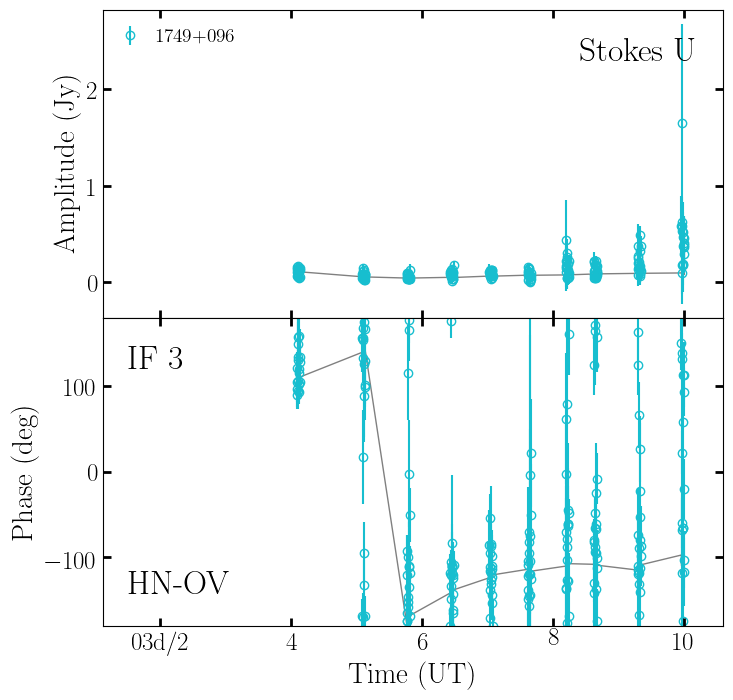 1749+096
Stokes U
Amplitude (Jy)
2
1
0
IF 3
HN-OV
Phase (deg)
100
0
−100
03d/2
4
6
8
10
Time (UT)